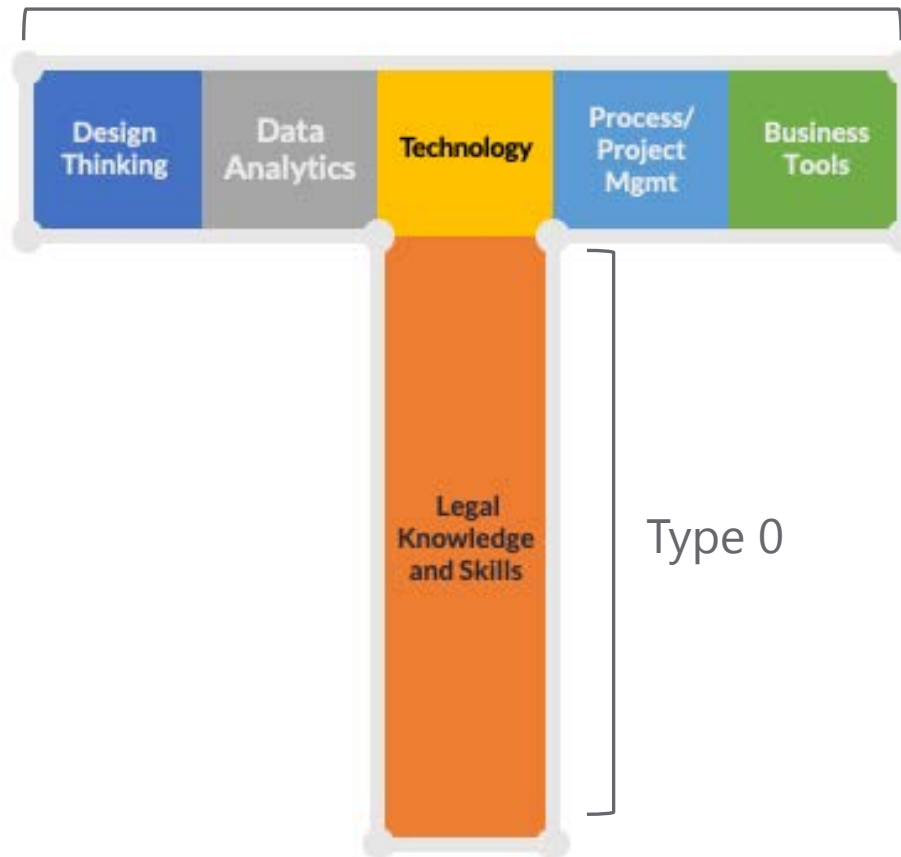 Design
Thinking
Data
Analytics
Technology
Process/
Project
Mgmt
Business
Tools
Legal
Knowledge
and Skills
Type 0